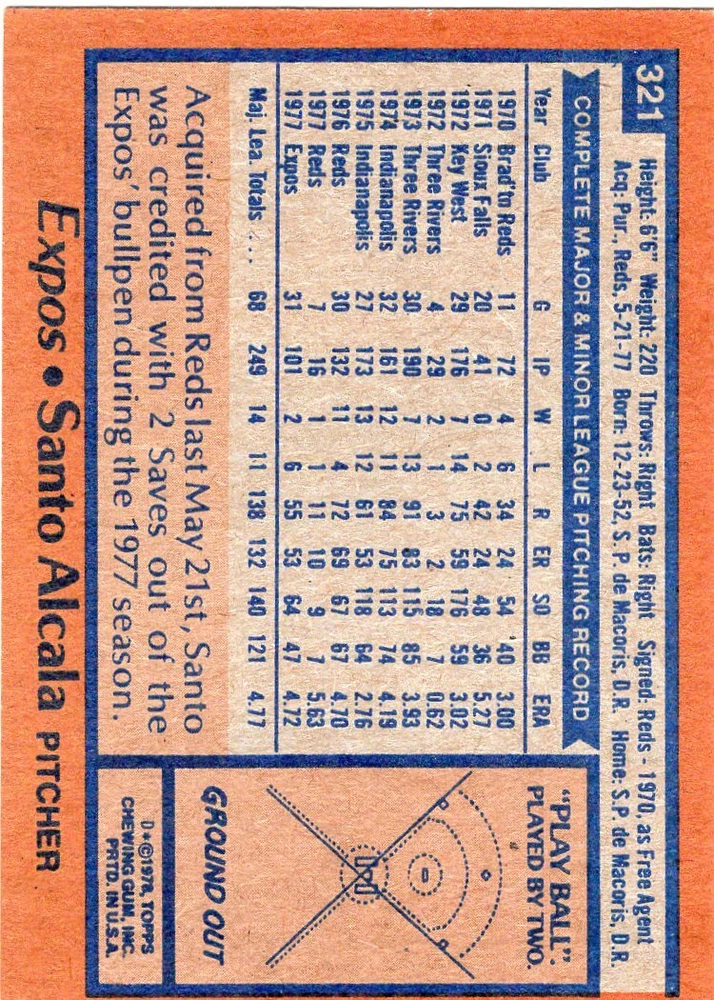 321
Height: 6'6" Weight: 220 Throws: Right Bats: Right Signed: Reds - 1970, as Free Agent
Acq. Pur., Reds, 5-21-77 Born: 12-23-52, S. P. de Macoris, D.R. Home: S.P. de Macoris, D.R.
COMPLETE MAJOR & MINOR LEAGUE PITCHING RECORD
Year Club G IP W L R ER SO BB ERA
1970 Brad'tn Reds 11 72 4 6 34 24 54 40 3.00
1971 Sioux Falls 20 41 0 2 42 24 48 36 5.27
1972 Key West 29 176 7 14 75 59 176 59 3.02
1972 Three Rivers 4 29 2 1 3 2 18 7 0.62
1973 Three Rivers 30 190 7 13 91 83 115 85 3.93
1974 Indianapolis 32 161 12 11 84 75 113 74 4.19
1975 Indianapolis 27 173 13 12 61 53 118 64 2.76
1976 Reds 30 132 11 4 72 69 67 67 4.70
1977 Reds 7 16 1 1 11 10 9 7 5.63
1977 Expos 31 101 2 6 55 53 64 47 4.72
Maj. Lea. Totals 68 249 14 11 138 132 140 121 4.77
Acquired from Reds last May 21st, Santo
was credited with 2 Saves out of the
Expos' bullpen during the 1977 season.
"PLAY BALL":
PLAYED BY TWO.
GROUND OUT
D*©1978, TOPPS
CHEWING GUM, INC.
PRTD. IN U.S.A.
Expos • Santo Alcala PITCHER